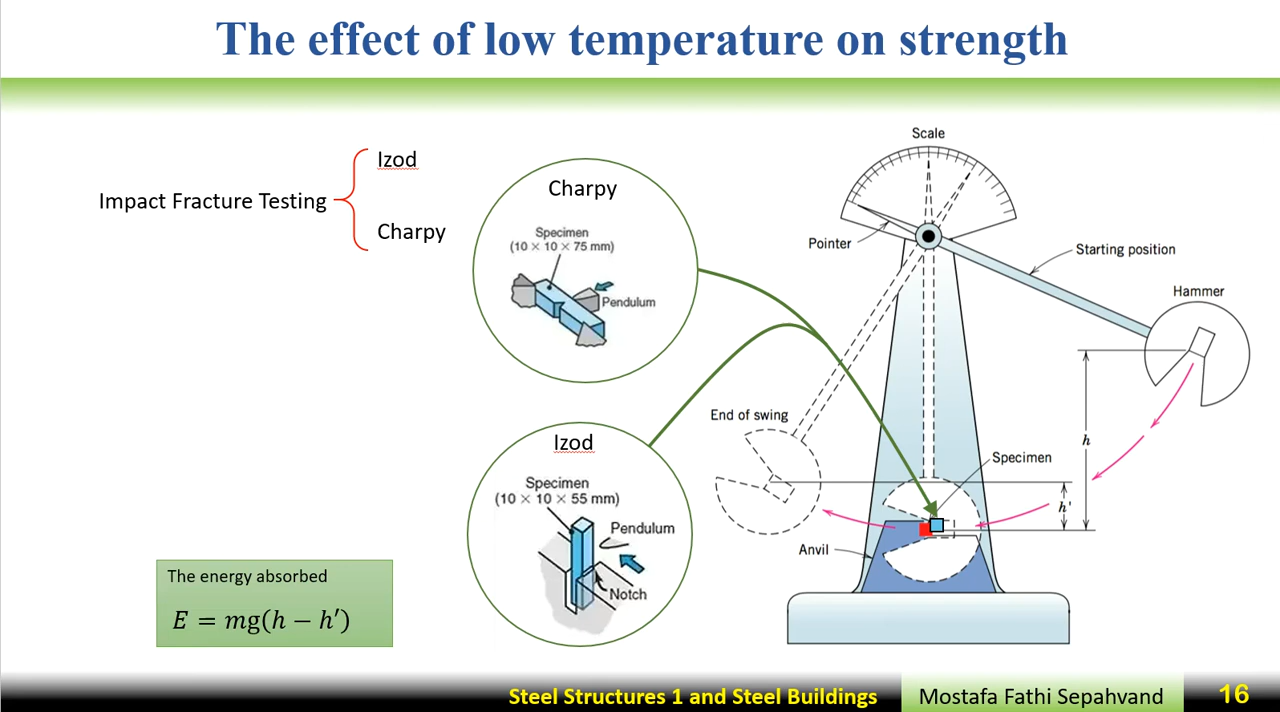 The effect of low temperature on strength
Impact Fracture Testing
Izod
Charpy
Charpy
Specimen
(10 × 10 × 75 mm)
Pendulum
Izod
Specimen
(10 × 10 × 55 mm)
Pendulum
Notch
Scale
Pointer
Starting position
Hammer
End of swing
h
Specimen
h'
Anvil
The energy absorbed
E = mg(h − h′)
Steel Structures 1 and Steel Buildings
Mostafa Fathi Sepahvand
16